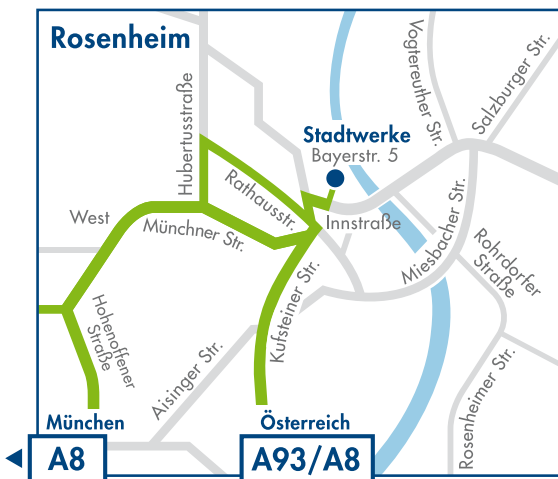 Rosenheim
Vogtereuther Str.
Salzburger Str.
Hubertusstraße
Stadtwerke
Bayerstr. 5
Rathausstr.
West
Münchner Str.
Innstraße
Miesbacher Str.
Rohrdorfer
Straße
Kufsteiner Str.
Hohenoffener
Straße
Aisinger Str.
Rosenheimer Str.
München
A8
Österreich
A93/A8